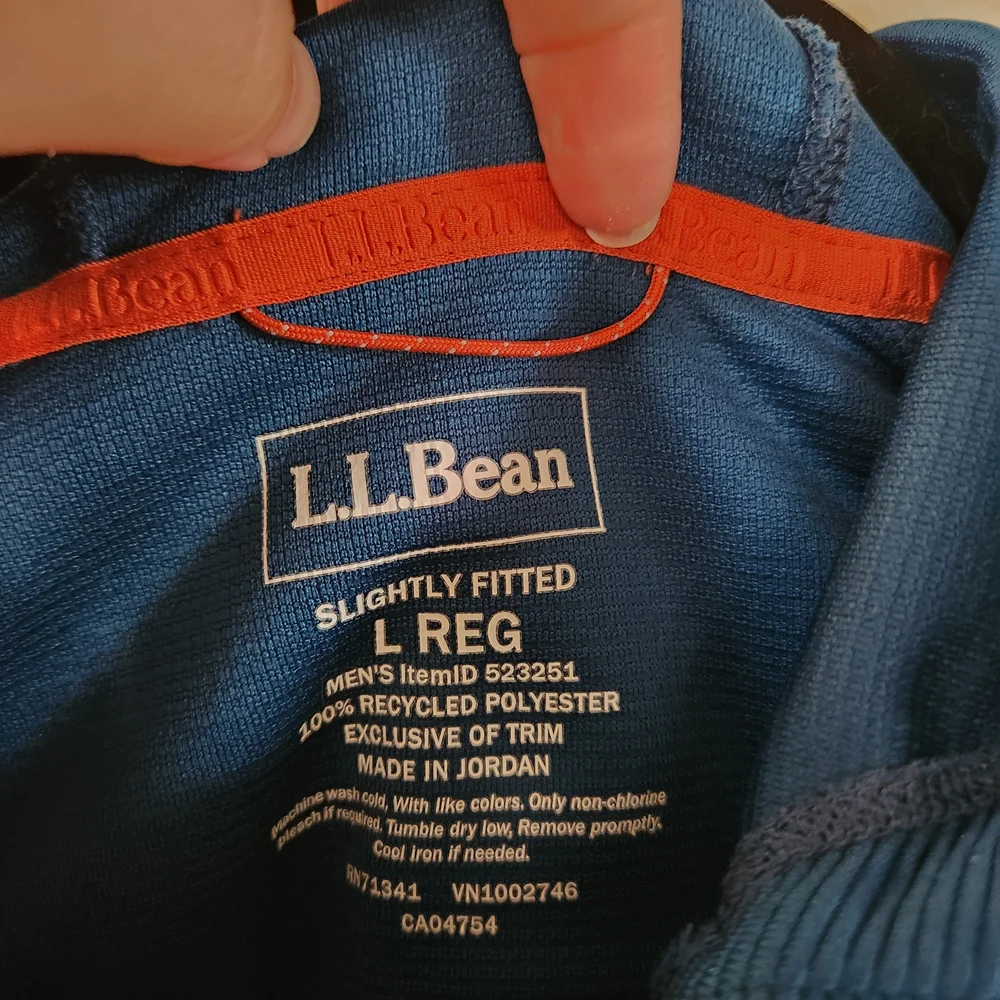 L.L.Bean L.L.Bean Bean L.
L.L.Bean
SLIGHTLY FITTED
L REG
MEN'S ItemID 523251
100% RECYCLED POLYESTER
EXCLUSIVE OF TRIM
MADE IN JORDAN
Machine wash cold, With like colors. Only non-chlorine
bleach if required. Tumble dry low, Remove promptly.
Cool iron if needed.
RN71341 VN1002746
CA04754